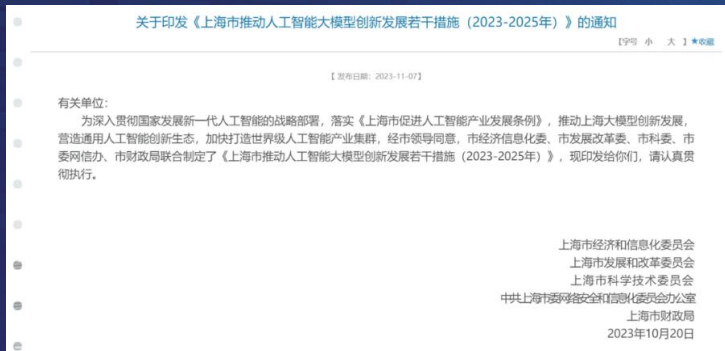 关于印发《上海市推动人工智能大模型创新发展若干措施（2023-2025年）》的通知
【字号 小 大 】★收藏
【 发布日期：2023-11-07】
有关单位：
为深入贯彻国家发展新一代人工智能的战略部署，落实《上海市促进人工智能产业发展条例》，推动上海大模型创新发展，
营造通用人工智能创新生态，加快打造世界级人工智能产业集群，经市领导同意，市经济信息化委、市发展改革委、市科委、市
委网信办、市财政局联合制定了《上海市推动人工智能大模型创新发展若干措施（2023-2025年）》，现印发给你们，请认真贯
彻执行。
上海市经济和信息化委员会
上海市发展和改革委员会
上海市科学技术委员会
中共上海市委网络安全和信息化委员会办公室
上海市财政局
2023年10月20日